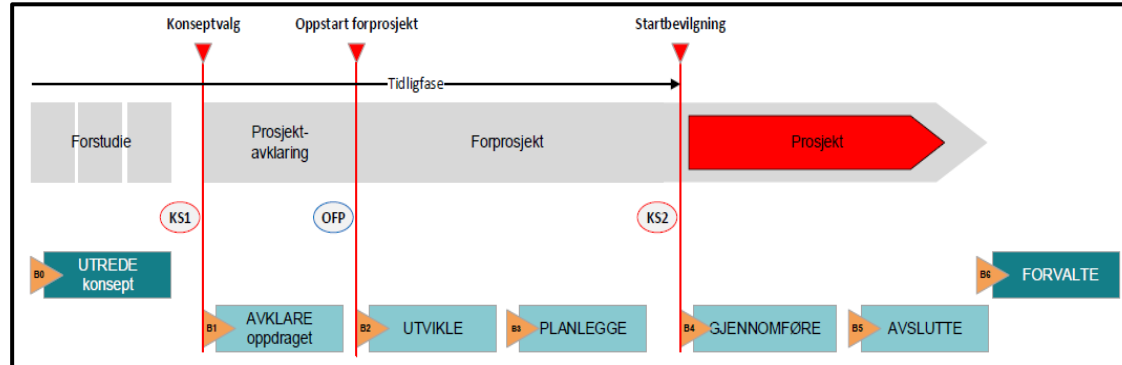 Konseptvalg
Oppstart forprosjekt
Startbevilgning
Tidligfase
Forstudie
Prosjekt-
avklaring
Forprosjekt
Prosjekt
KS1
OFP
KS2
B0
UTREDE
konsept
B6
FORVALTE
B1
AVKLARE
oppdraget
B2
UTVIKLE
B3
PLANLEGGE
B4
GJENNOMFØRE
B5
AVSLUTTE